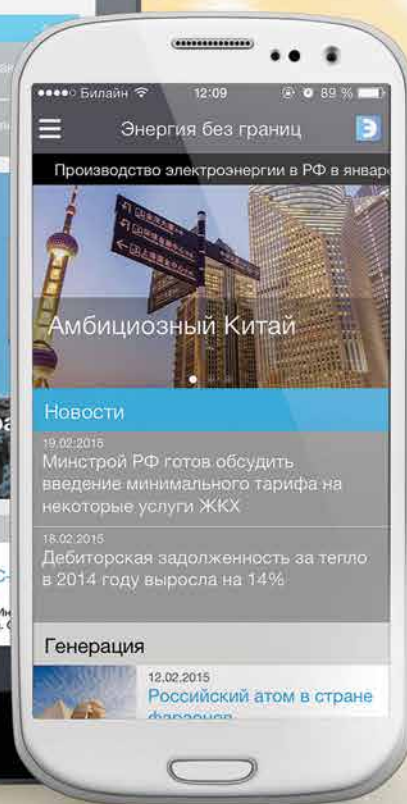 Билайн 12:09 89 %
Энергия без границ Э
Производство электроэнергии в РФ в январ
Амбициозный Китай
Новости
19.02.2015
Минстрой РФ готов обсудить
введение минимального тарифа на
некоторые услуги ЖКХ
18.02.2015
Дебиторская задолженность за тепло
в 2014 году выросла на 14%
Генерация
12.02.2015
Российский атом в стране
фараонов